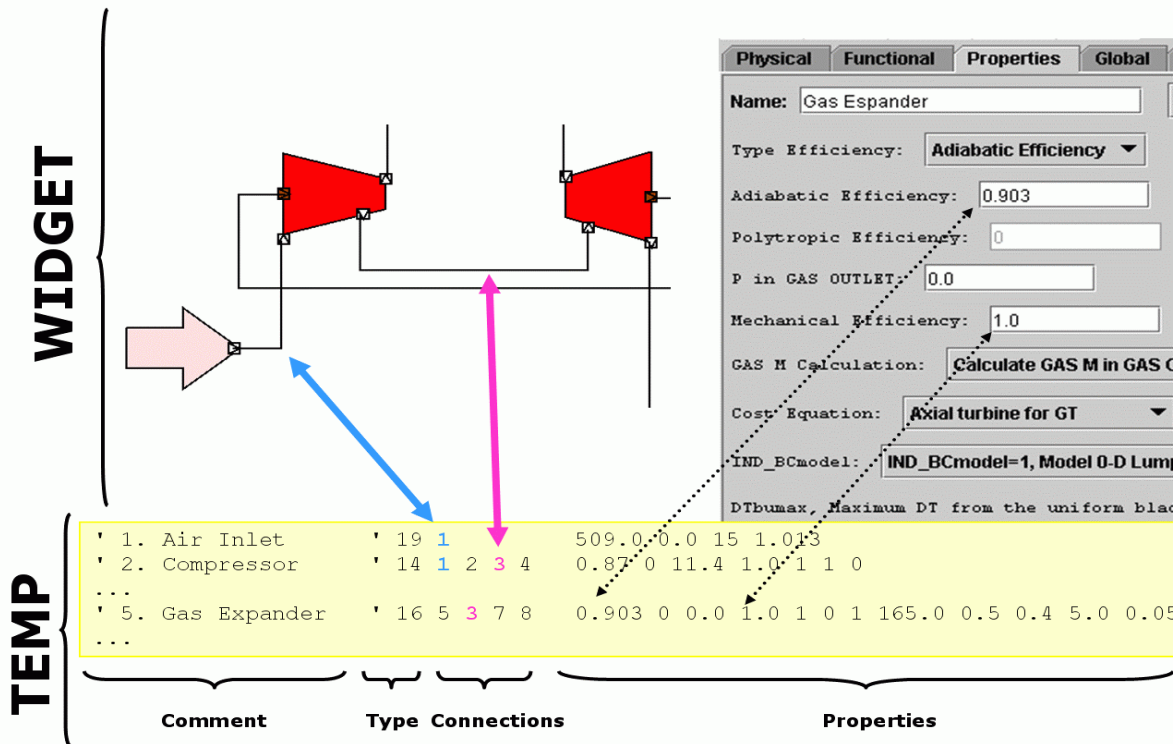 WIDGET
Physical Functional Properties Global
Name: Gas Espander
Type Efficiency: Adiabatic Efficiency
Adiabatic Efficiency: 0.903
Polytropic Efficiency: 0
P in GAS OUTLET: 0.0
Mechanical Efficiency: 1.0
GAS M Calculation: Calculate GAS M in GAS
Cost Equation: Axial turbine for GT
IND_BCmodel: IND_BCmodel=1, Model 0-D Lump
DTbumax, Maximum DT from the uniform blad
TEMP
' 1. Air Inlet ' 19 1 509.0 0.0 15 1.013
' 2. Compressor ' 14 1 2 3 4 0.87 0 11.4 1.0 1 1 0
...
' 5. Gas Expander ' 16 5 3 7 8 0.903 0 0.0 1.0 1 0 1 165.0 0.5 0.4 5.0 0.05
...
Comment Type Connections Properties